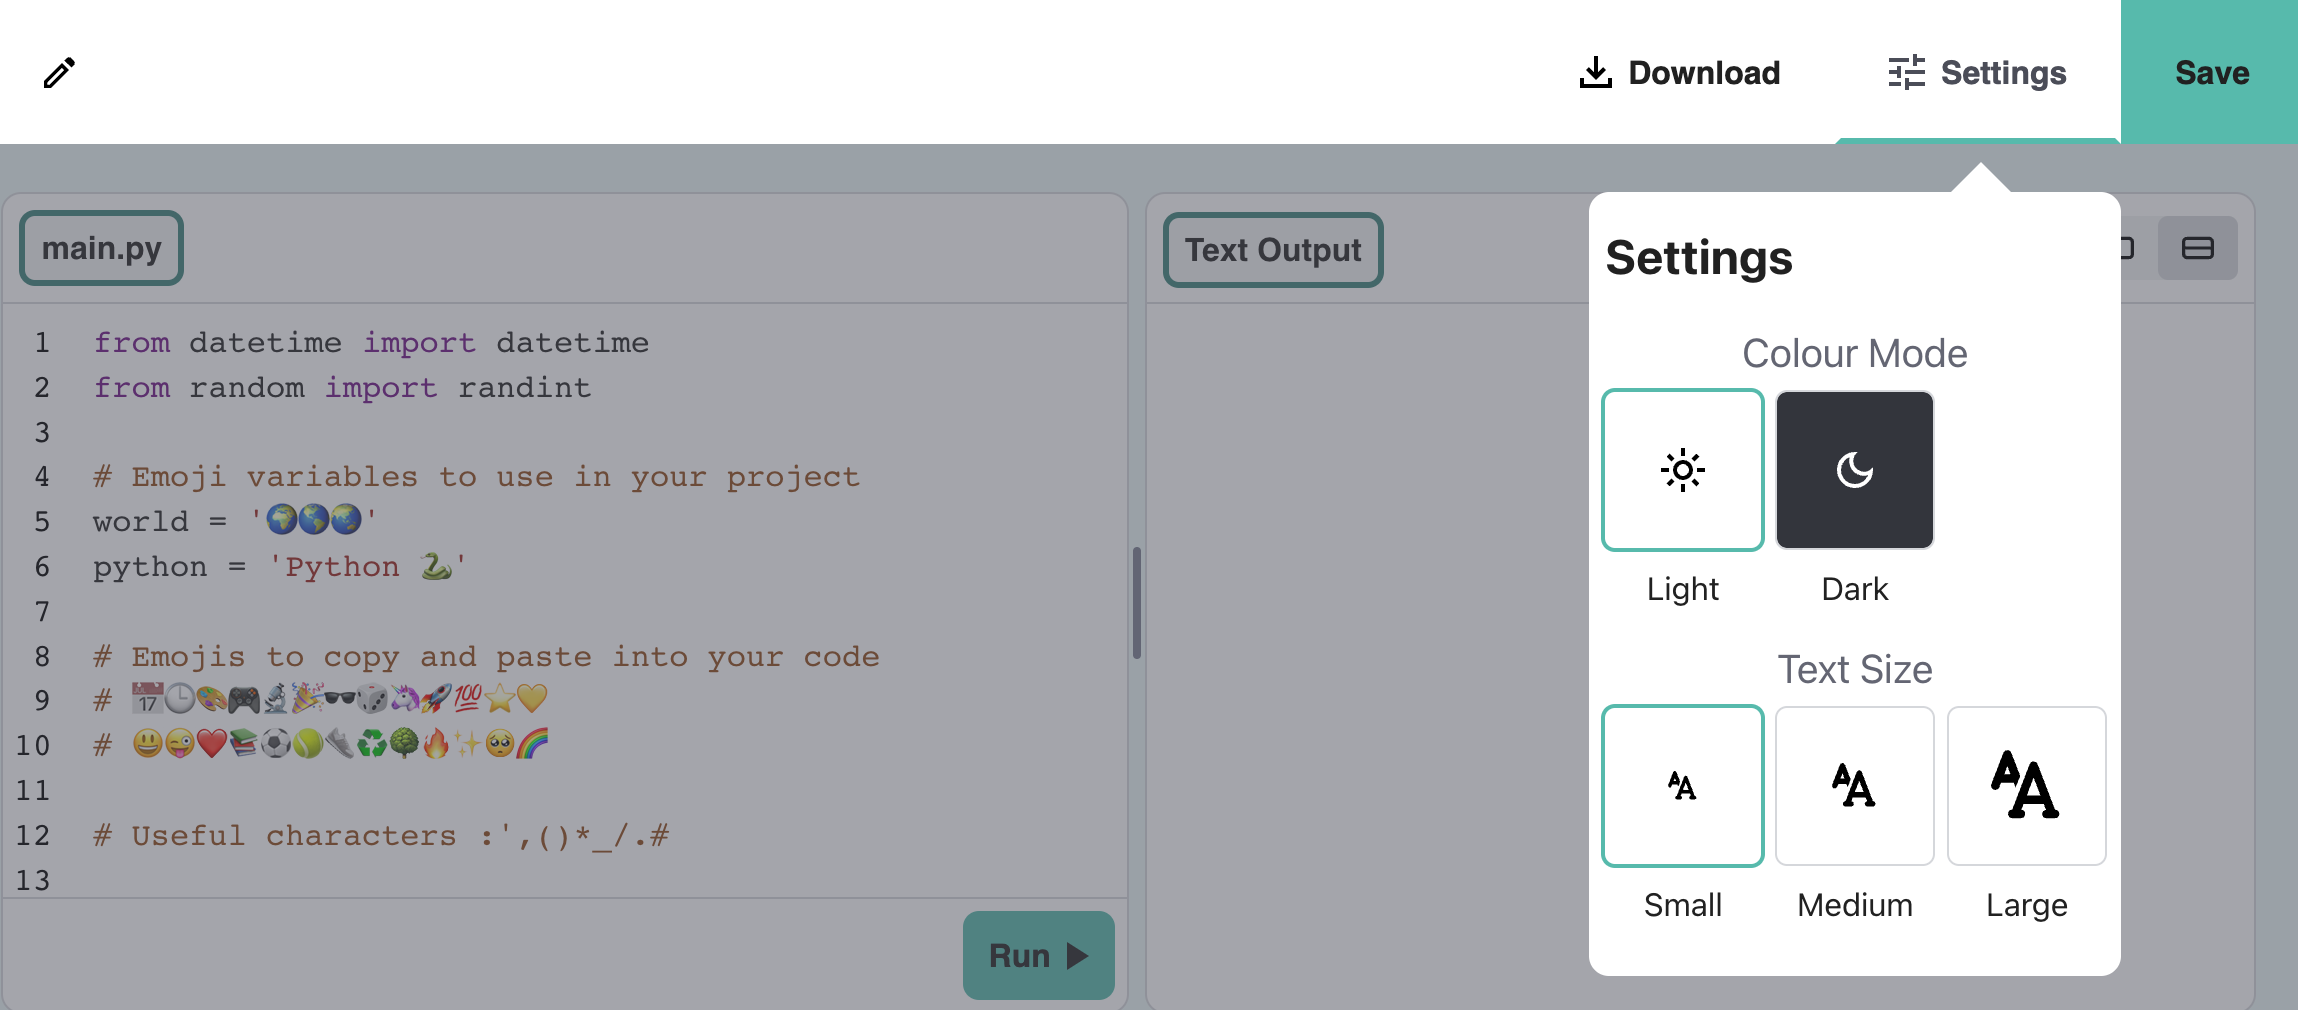 Download
Settings
Save
main.py
Text Output
1 from datetime import datetime
2 from random import randint
3
4 # Emoji variables to use in your project
5 world = '🌍🌎🌏'
6 python = 'Python 🐍'
7
8 # Emojis to copy and paste into your code
9 # 📅🕒🎨🎮🔬🎉🕶️🎲🦄🚀💯⭐💛
10 # 😃😜❤️📚⚽🎾👟♻️🌳🔥✨🥺🌈
11
12 # Useful characters :',()*_/.#
13
Run
Settings
Colour Mode
Light
Dark
Text Size
Small
Medium
Large